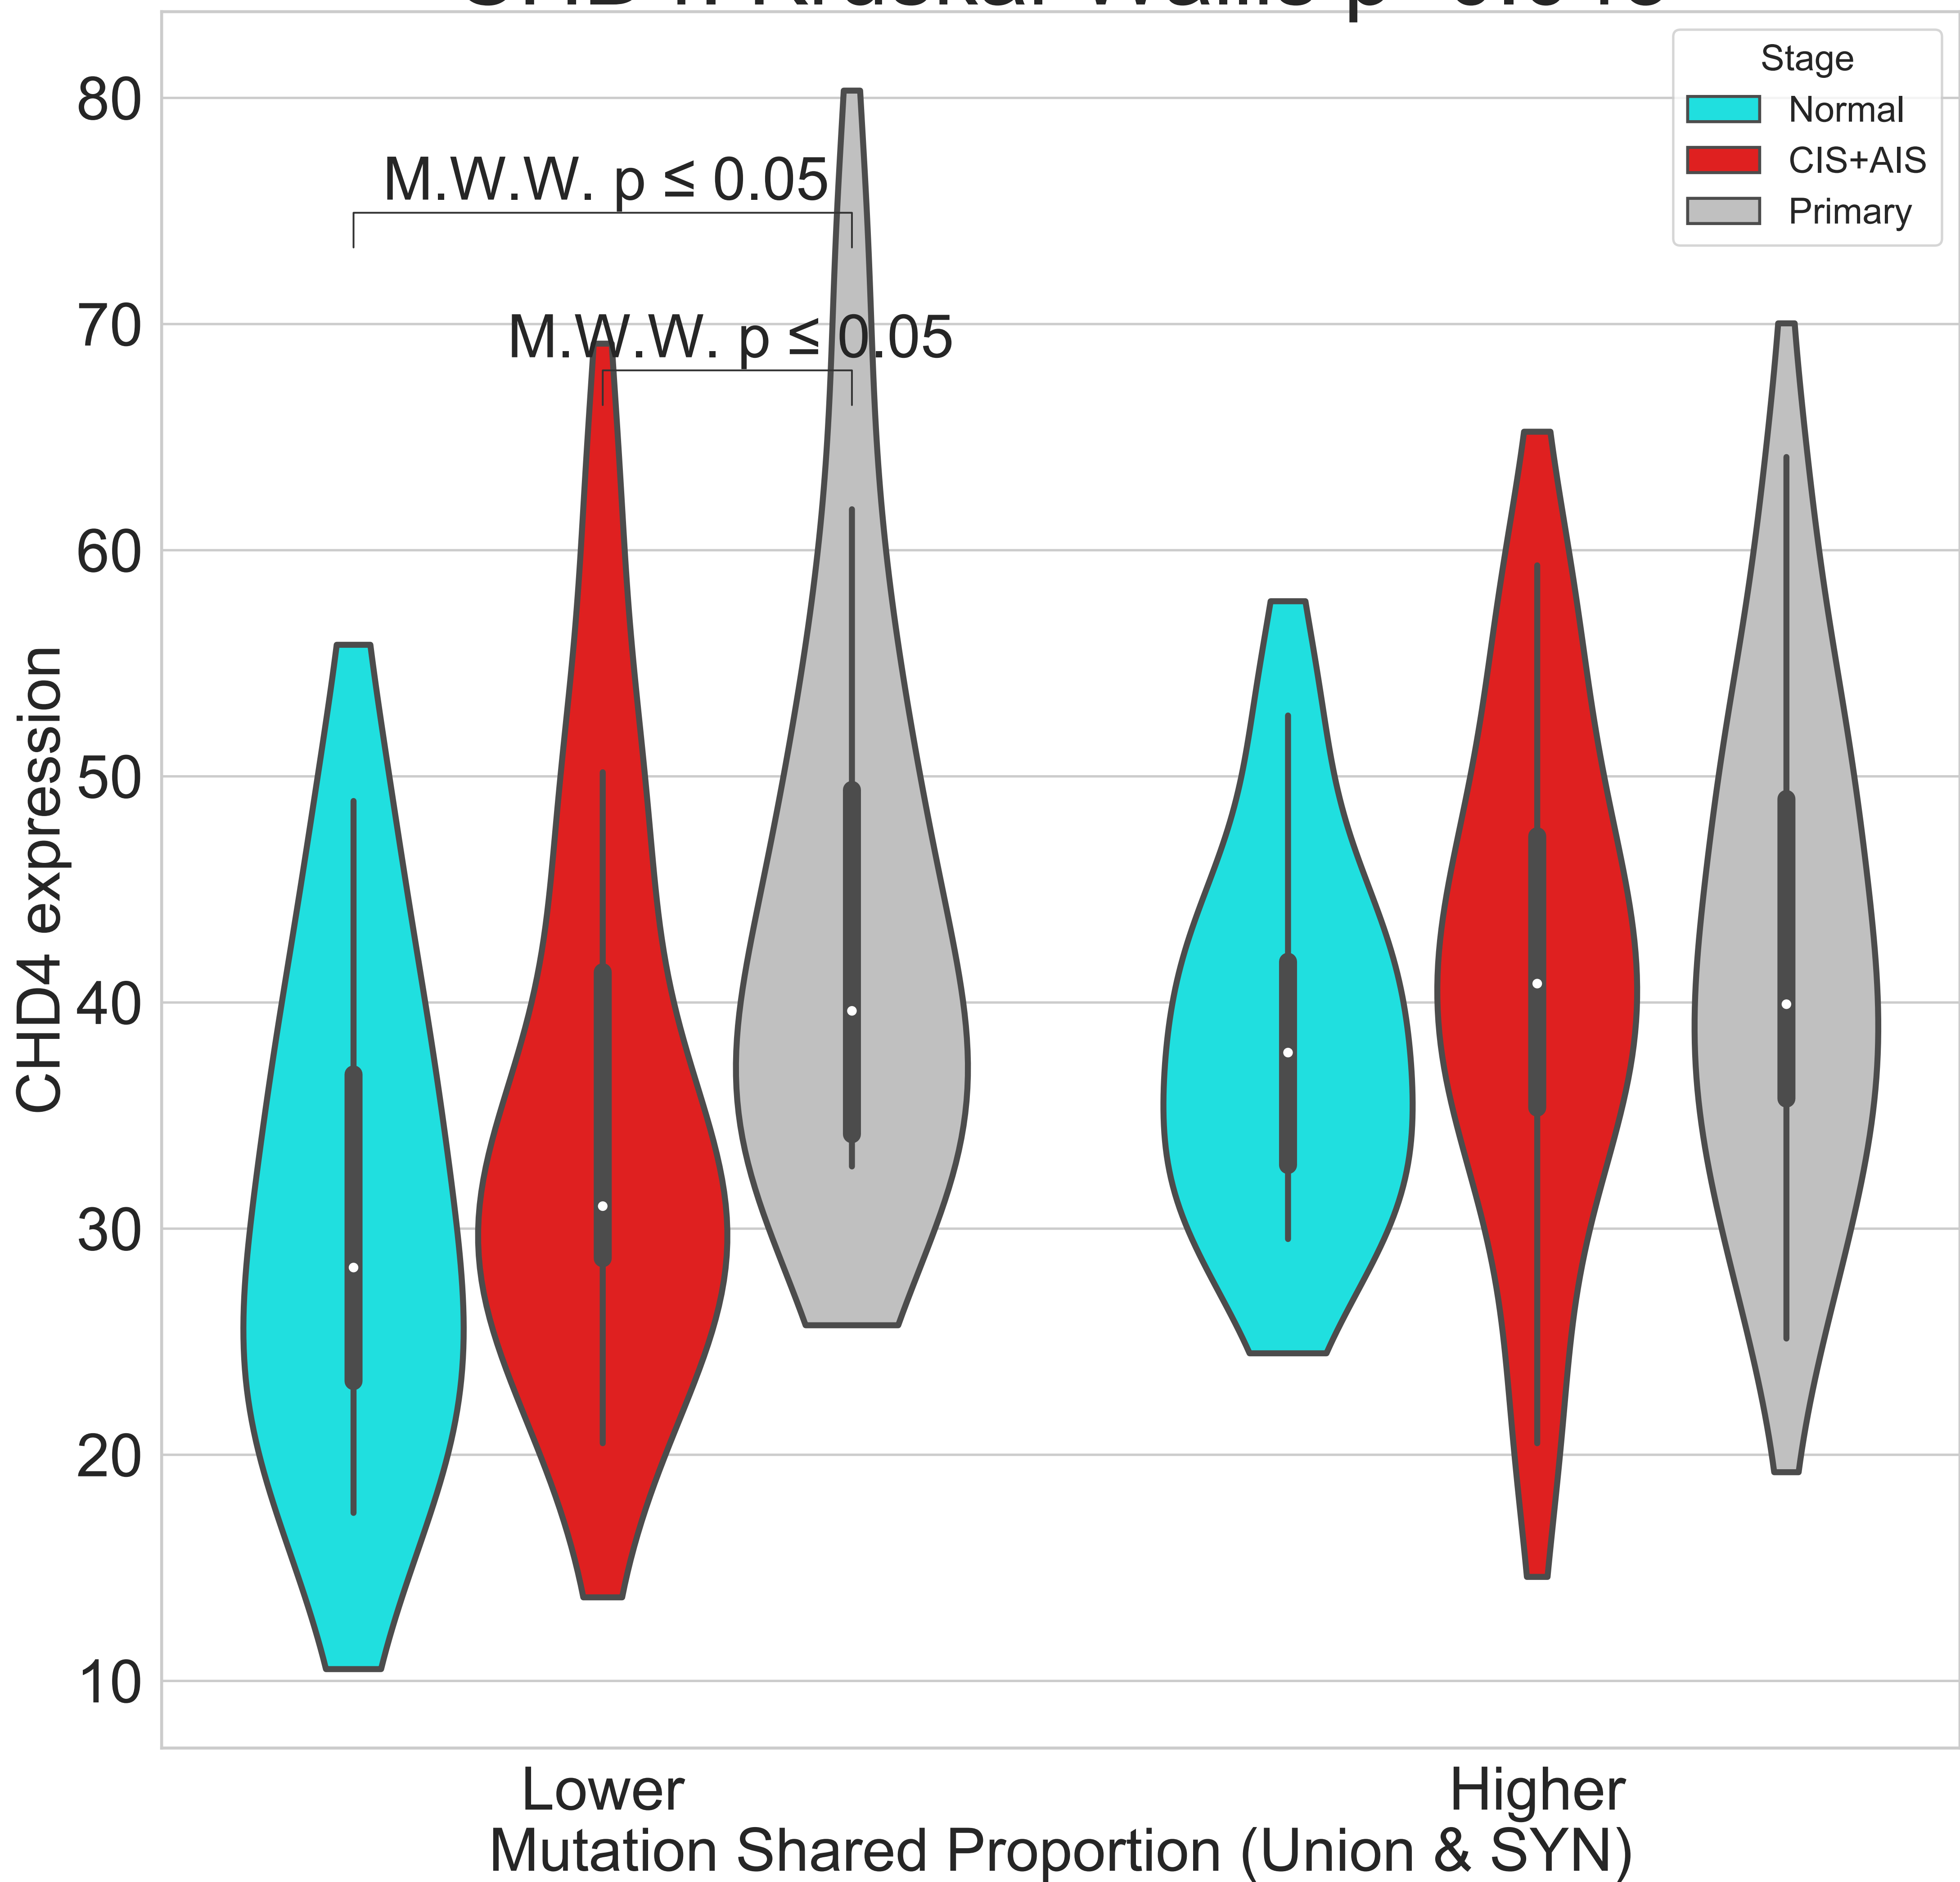 Stage
Normal
CIS+AIS
Primary
80
70
60
50
40
30
20
10
M.W.W. p ≤ 0.05
M.W.W. p ≤ 0.05
CHD4 expression
Lower
Higher
Mutation Shared Proportion (Union & SYN)